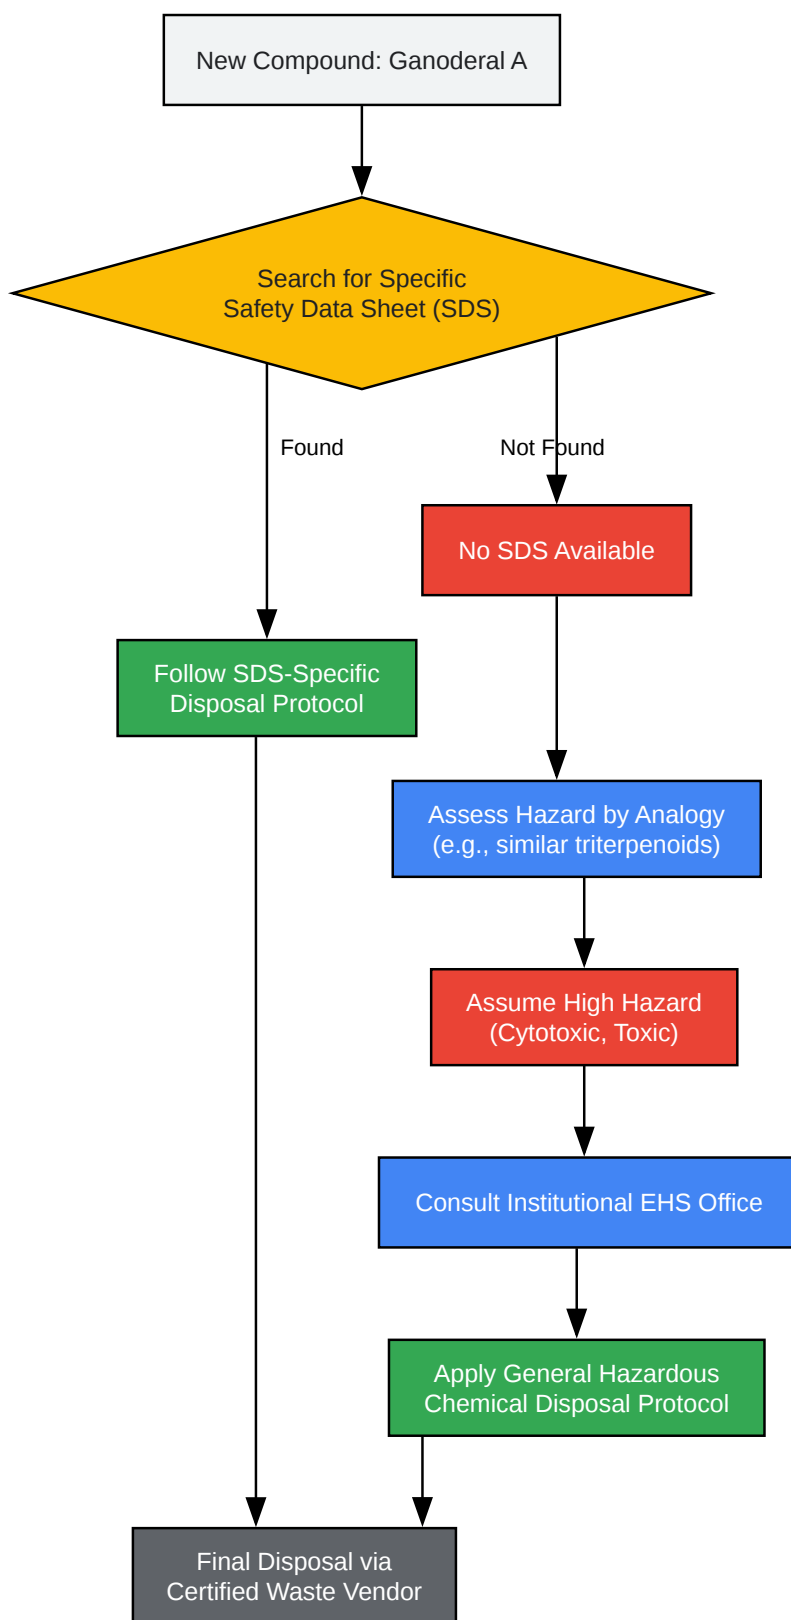 New Compound: Ganoderal A
Search for Specific
Safety Data Sheet (SDS)
Found
Not Found
No SDS Available
Follow SDS-Specific
Disposal Protocol
Assess Hazard by Analogy
(e.g., similar triterpenoids)
Assume High Hazard
(Cytotoxic, Toxic)
Consult Institutional EHS Office
Apply General Hazardous
Chemical Disposal Protocol
Final Disposal via
Certified Waste Vendor